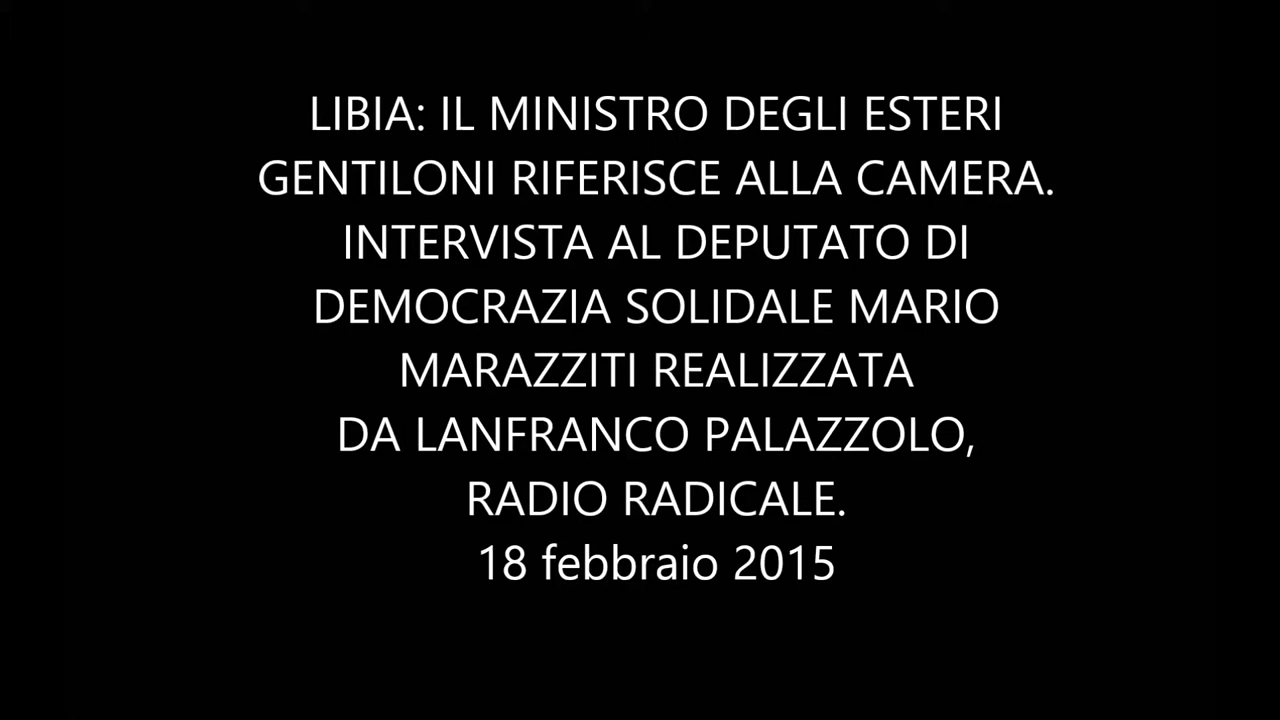 LIBIA: IL MINISTRO DEGLI ESTERI
GENTILONI RIFERISCE ALLA CAMERA.
INTERVISTA AL DEPUTATO DI
DEMOCRAZIA SOLIDALE MARIO
MARAZZITI REALIZZATA
DA LANFRANCO PALAZZOLO,
RADIO RADICALE.
18 febbraio 2015